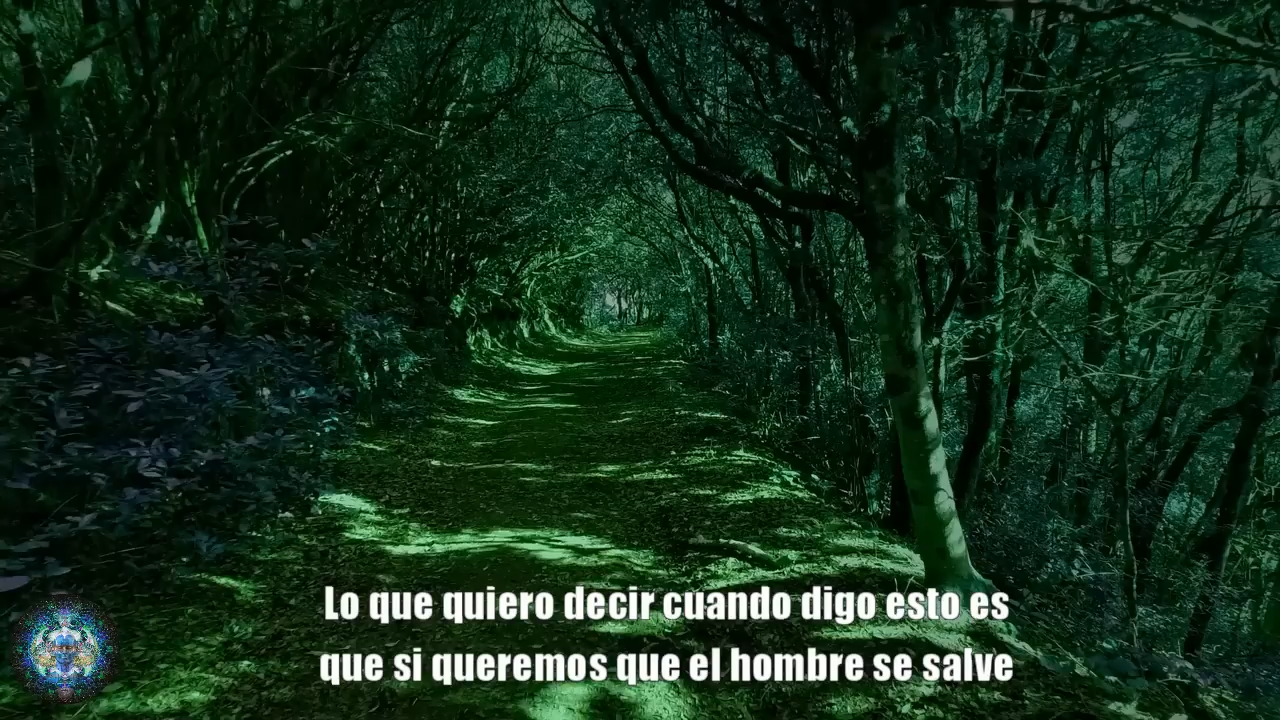 Lo que quiero decir cuando digo esto es
que si queremos que el hombre se salve